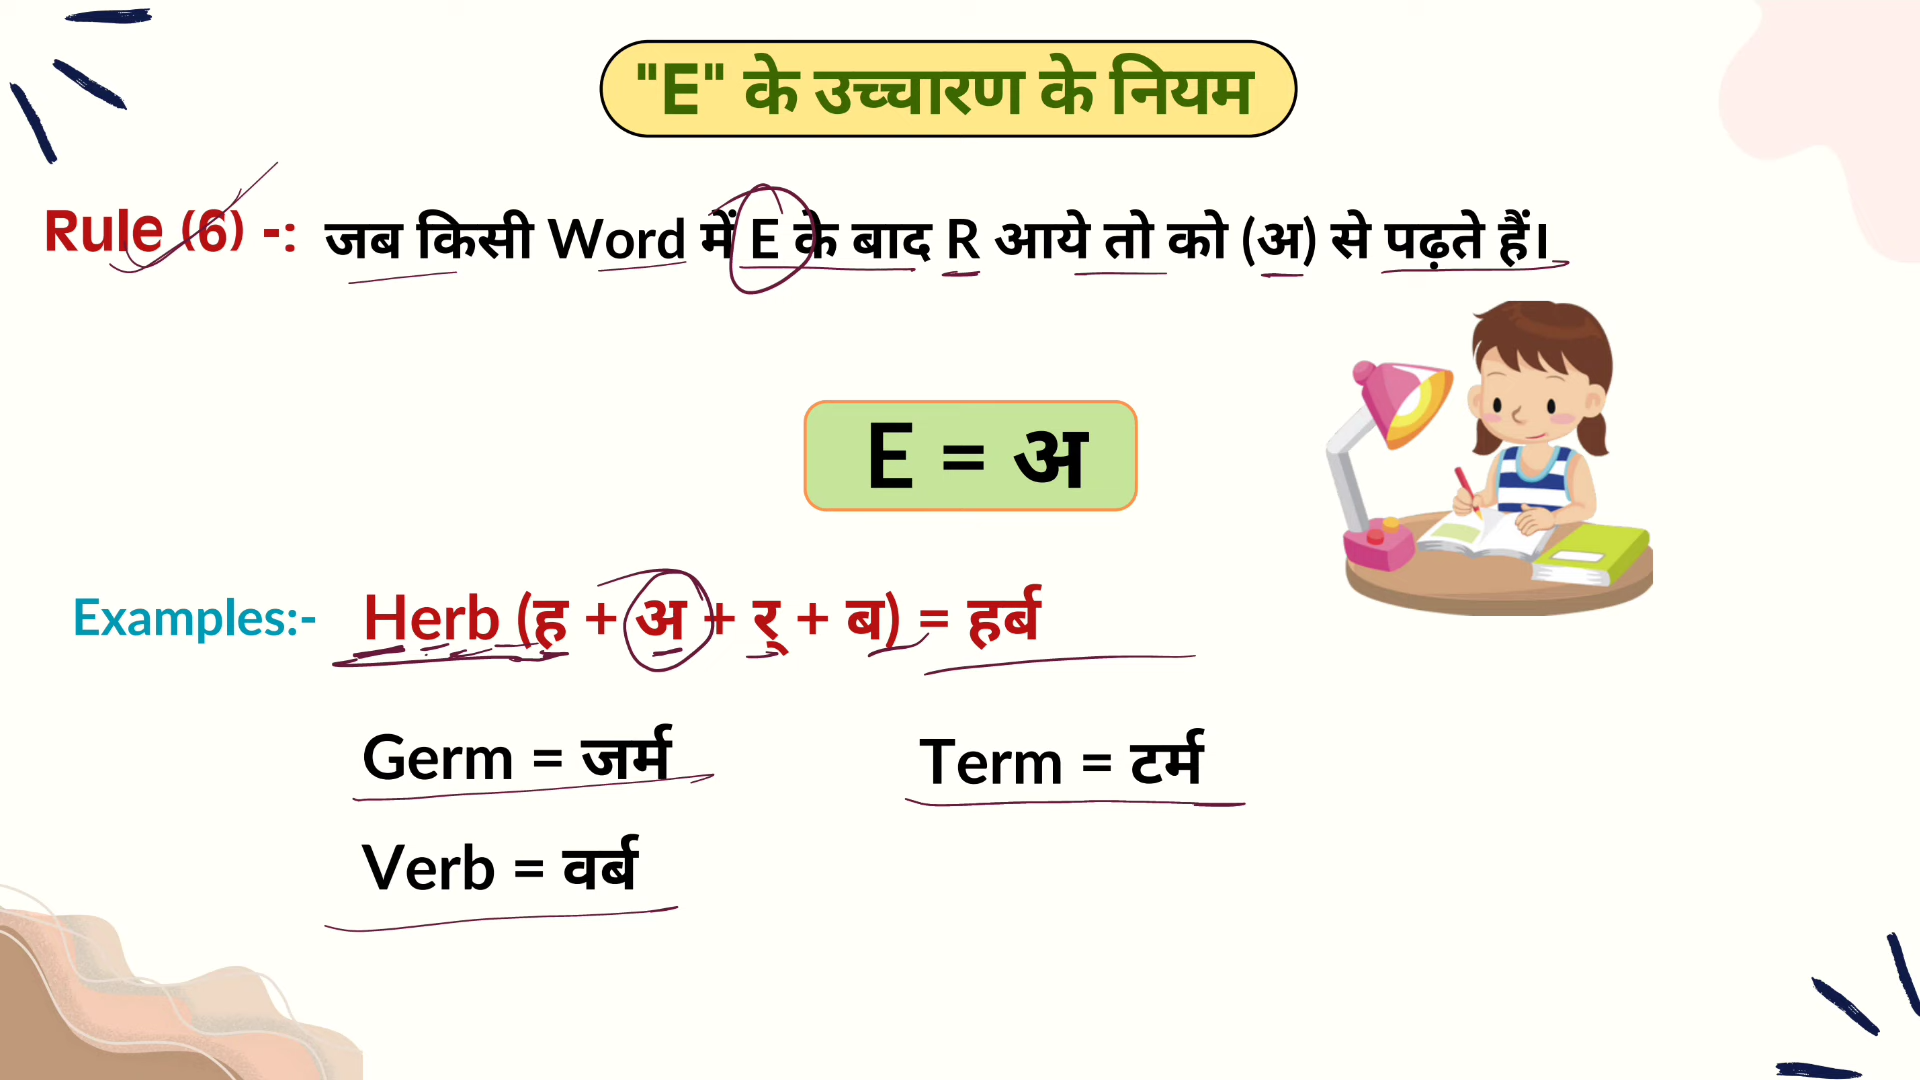 "E" के उच्चारण के नियम
Rule (6) -: जब किसी Word में E के बाद R आये तो को (अ) से पढ़ते हैं।
E = अ
Examples:- Herb (ह + अ + र् + ब) = हर्ब
Germ = जर्म Term = टर्म
Verb = वर्ब